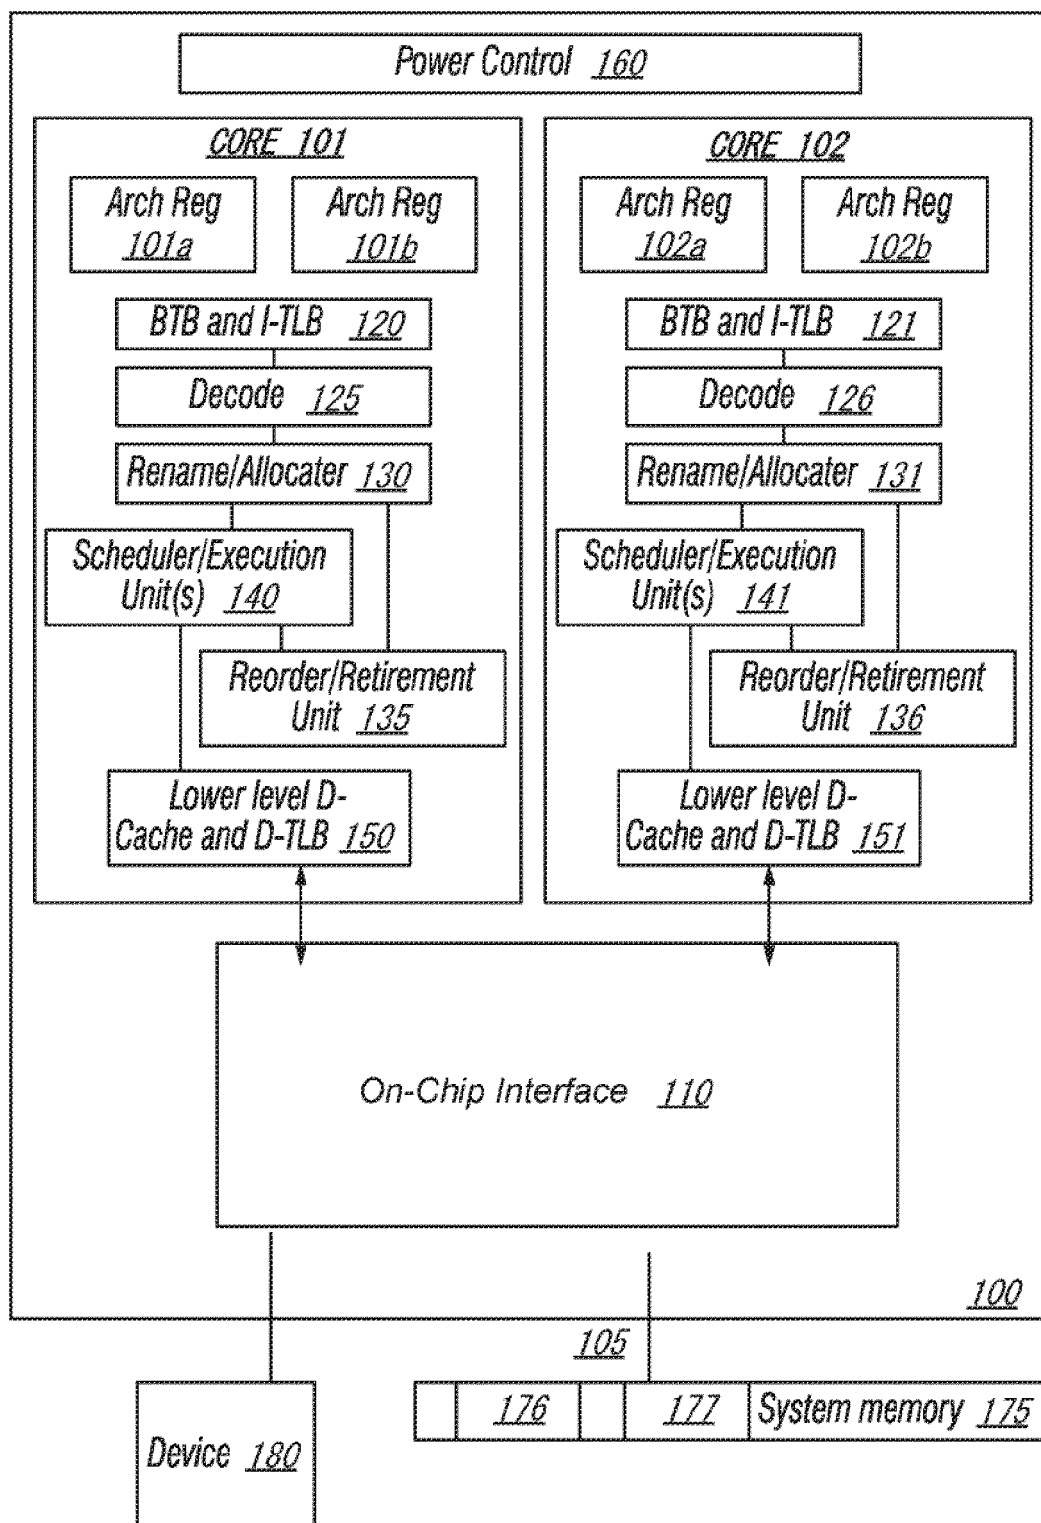 Power Control 160
CORE 101
Arch Reg
101a
Arch Reg
101b
BTB and I-TLB 120
Decode 125
Rename/Allocater 130
Scheduler/Execution
Unit(s) 140
Reorder/Retirement
Unit 135
Lower level D-
Cache and D-TLB 150
CORE 102
Arch Reg
102a
Arch Reg
102b
BTB and I-TLB 121
Decode 126
Rename/Allocater 131
Scheduler/Execution
Unit(s) 141
Reorder/Retirement
Unit 136
Lower level D-
Cache and D-TLB 151
On-Chip Interface 110
100
105
176
177
System memory 175
Device 180